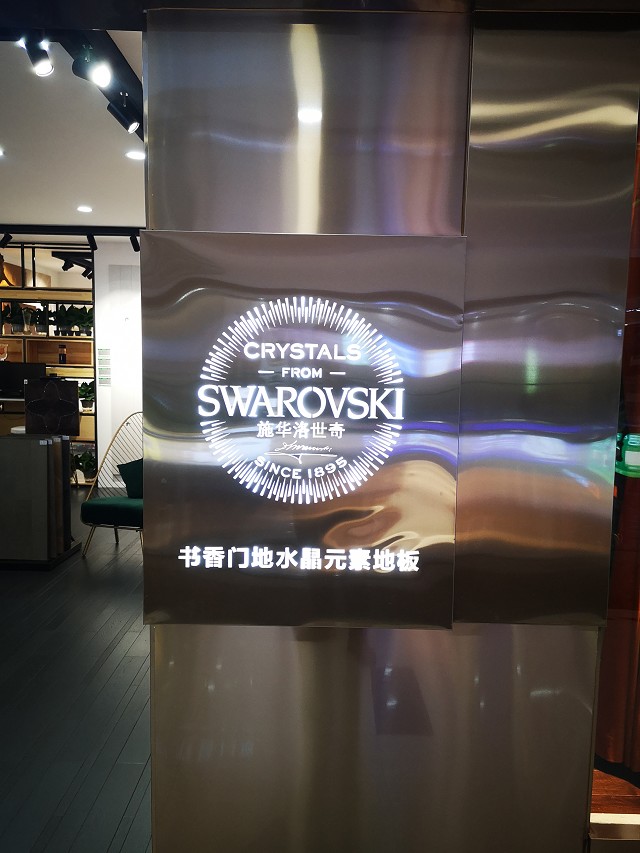 CRYSTALS
— FROM —
SWAROVSKI
施华洛世奇
SINCE 1895
书香门地水晶元素地板